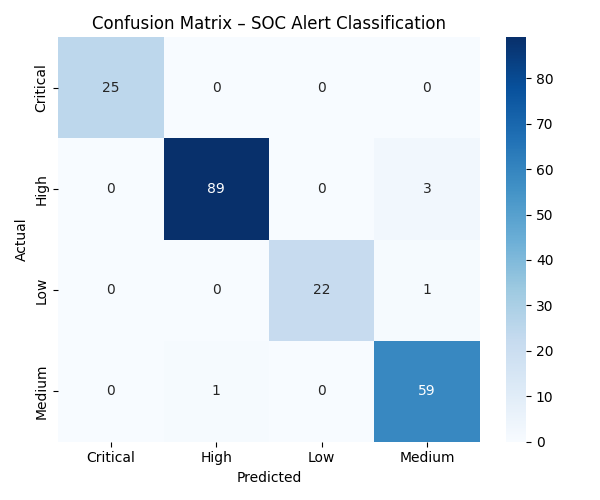 Confusion Matrix – SOC Alert Classification
Actual
Critical
High
Low
Medium
25 0 0 0
0 89 0 3
0 0 22 1
0 1 0 59
Critical High Low Medium
Predicted
80
70
60
50
40
30
20
10
0